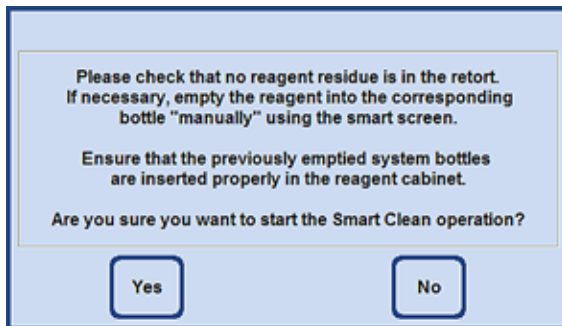 Please check that no reagent residue is in the retort.
If necessary, empty the reagent into the corresponding
bottle "manually" using the smart screen.
Ensure that the previously emptied system bottles
are inserted properly in the reagent cabinet.
Are you sure you want to start the Smart Clean operation?
Yes
No